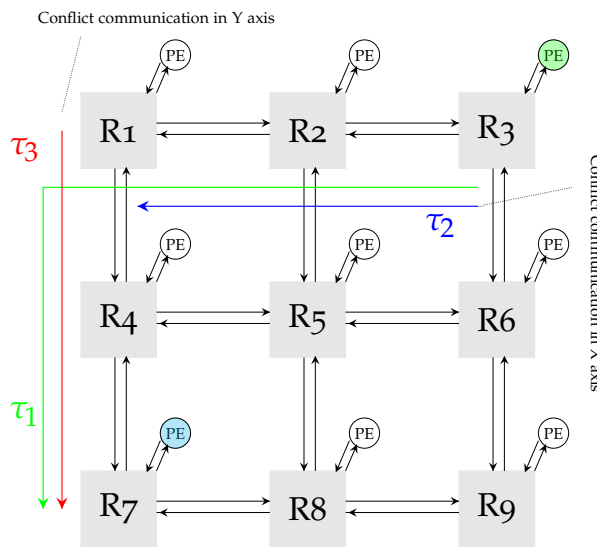 Conflict communication in Y axis
PE
PE
PE
R1
R2
R3
τ3
τ2
Conflict communication in X axis
PE
PE
PE
R4
R5
R6
τ1
PE
PE
PE
R7
R8
R9